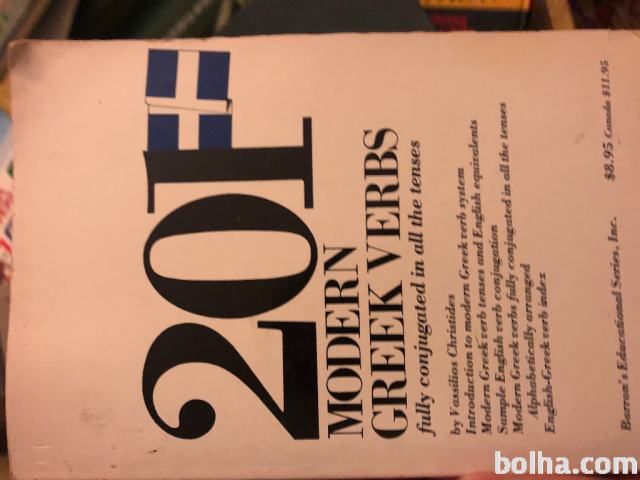 201
MODERN
GREEK VERBS
fully conjugated in all the tenses
by Vassilios Christides
Introduction to modern Greek verb system
Modern Greek verb tenses and English equivalents
Sample English verb conjugation
Modern Greek verbs fully conjugated in all the tenses
Alphabetically arranged
English-Greek verb index
Barron's Educational Series, Inc. $8.95 Canada $11.95
bolha.com